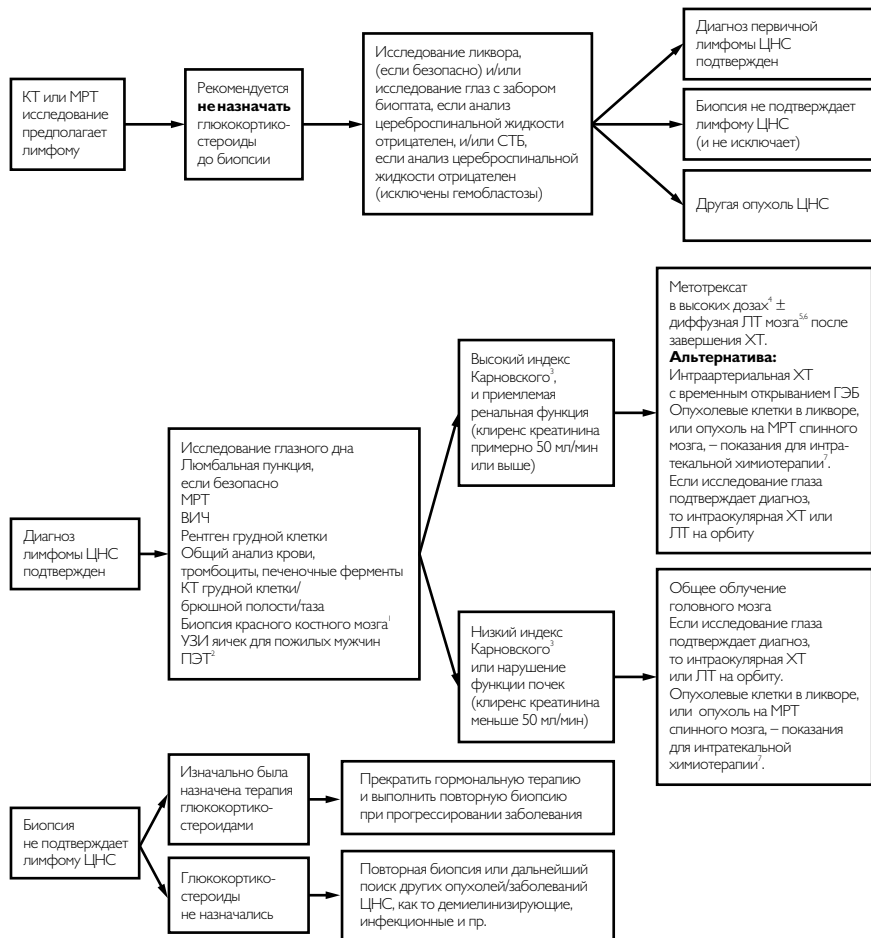 КТ или МРТ
исследование
предполагает
лимфому
Рекомендуется
не назначать
глюкокортико-
стероиды
до биопсии
Исследование ликвора,
(если безопасно) и/или
исследование глаз с забором
биоптата, если анализ
цереброспинальной жидкости
отрицателен, и/или СТБ,
если анализ цереброспинальной
жидкости отрицателен
(исключены гемобластозы)
Диагноз первичной
лимфомы ЦНС
подтвержден
Биопсия не подтверждает
лимфому ЦНС
(и не исключает)
Другая опухоль ЦНС
Диагноз
лимфомы ЦНС
подтвержден
Исследование глазного дна
Люмбальная пункция,
если безопасно
МРТ
ВИЧ
Рентген грудной клетки
Общий анализ крови,
тромбоциты, печеночные ферменты
КТ грудной клетки/
брюшной полости/таза
Биопсия красного костного мозга¹
УЗИ яичек для пожилых мужчин
ПЭТ²
Высокий индекс
Карновского³,
и приемлемая
ренальная функция
(клиренс креатинина
примерно 50 мл/мин
или выше)
Метотрексат
в высоких дозах⁴ ±
диффузная ЛТ мозга⁵,⁶ после
завершения ХТ.
Альтернатива:
Интраартериальная ХТ
с временным открыванием ГЭБ
Опухолевые клетки в ликворе,
или опухоль на МРТ спинного
мозга, – показания для интра-
текальной химиотерапии⁷.
Если исследование глаза
подтверждает диагноз,
то интраокулярная ХТ или
ЛТ на орбиту
Низкий индекс
Карновского³
или нарушение
функции почек
(клиренс креатинина
меньше 50 мл/мин)
Общее облучение
головного мозга
Если исследование глаза
подтверждает диагноз,
то интраокулярная ХТ
или ЛТ на орбиту.
Опухолевые клетки в ликворе,
или опухоль на МРТ
спинного мозга, – показания
для интратекальной
химиотерапии⁷.
Биопсия
не подтверждает
лимфому ЦНС
Изначально была
назначена терапия
глюкокортико-
стероидами
Прекратить гормональную терапию
и выполнить повторную биопсию
при прогрессировании заболевания
Глюкокортико-
стероиды
не назначались
Повторная биопсия или дальнейший
поиск других опухолей/заболеваний
ЦНС, как то демиелинизирующие,
инфекционные и пр.